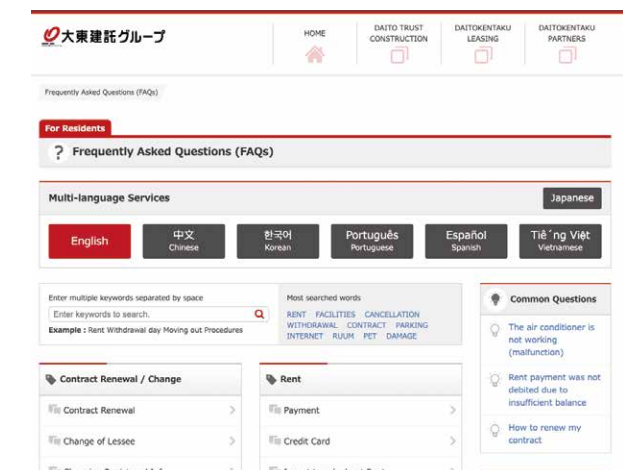 大東建託グループ
HOME
DAITO TRUST
CONSTRUCTION
DAITOKENTAKU
LEASING
DAITOKENTAKU
PARTNERS
Frequently Asked Questions (FAQs)
For Residents
? Frequently Asked Questions (FAQs)
Multi-language Services
Japanese
English
中文
Chinese
한국어
Korean
Português
Portuguese
Español
Spanish
Tiê´ng Việt
Vietnamese
Enter multiple keywords separated by space
Enter keywords to search.
Example : Rent Withdrawal day Moving out Procedures
Most searched words
RENT FACILITIES CANCELLATION
WITHDRAWAL CONTRACT PARKING
INTERNET RUUM PET DAMAGE
Common Questions
The air conditioner is
not working
(malfunction)
Rent payment was not
debited due to
insufficient balance
How to renew my
contract
Contract Renewal / Change
Contract Renewal
Change of Lessee
Rent
Payment
Credit Card